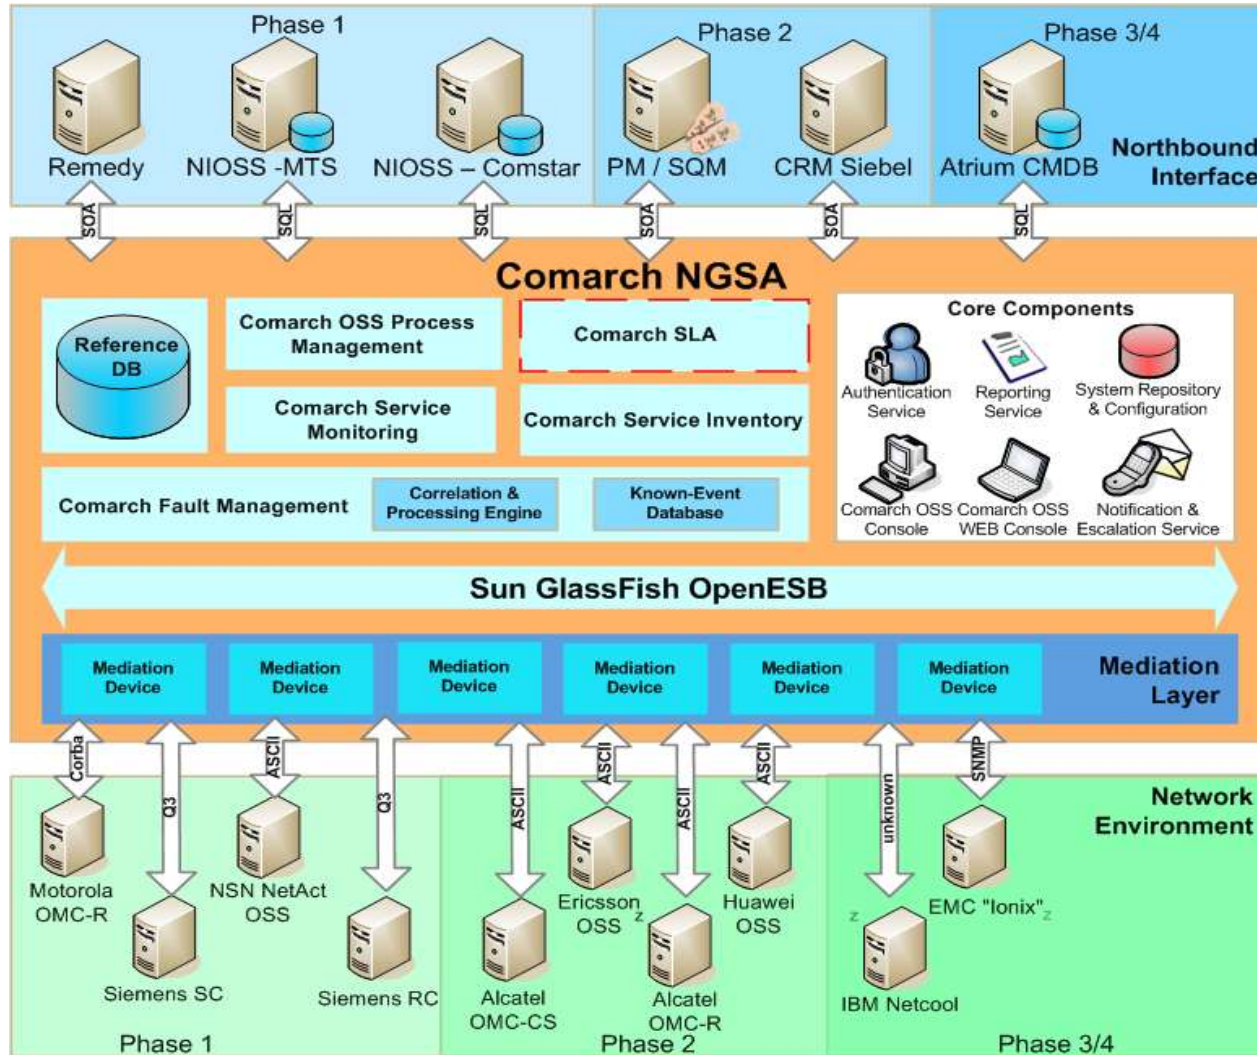 Phase 1
Phase 2
Phase 3/4
Remedy
NIOSS -MTS
NIOSS – Comstar
PM / SQM
CRM Siebel
Atrium CMDB
Northbound
Interface
SOA
SQL
SQL
SOA
SOA
SQL
Comarch NGSA
Reference
DB
Comarch OSS Process
Management
Comarch SLA
Comarch Service
Monitoring
Comarch Service Inventory
Comarch Fault Management
Correlation &
Processing Engine
Known-Event
Database
Core Components
Authentication
Service
Reporting
Service
System Repository
& Configuration
Comarch OSS
Console
Comarch OSS
WEB Console
Notification &
Escalation Service
Sun GlassFish OpenESB
Mediation
Device
Mediation
Device
Mediation
Device
Mediation
Device
Mediation
Device
Mediation
Device
Mediation
Layer
Corba
Q3
ASCII
Q3
ASCII
ASCII
ASCII
ASCII
unknown
SNMP
Network
Environment
Motorola
OMC-R
Siemens SC
NSN NetAct
OSS
Siemens RC
Alcatel
OMC-CS
Ericsson
OSS z
Alcatel
OMC-R
Huawei
OSS
z
IBM Netcool
EMC "Ionix" z
Phase 1
Phase 2
Phase 3/4